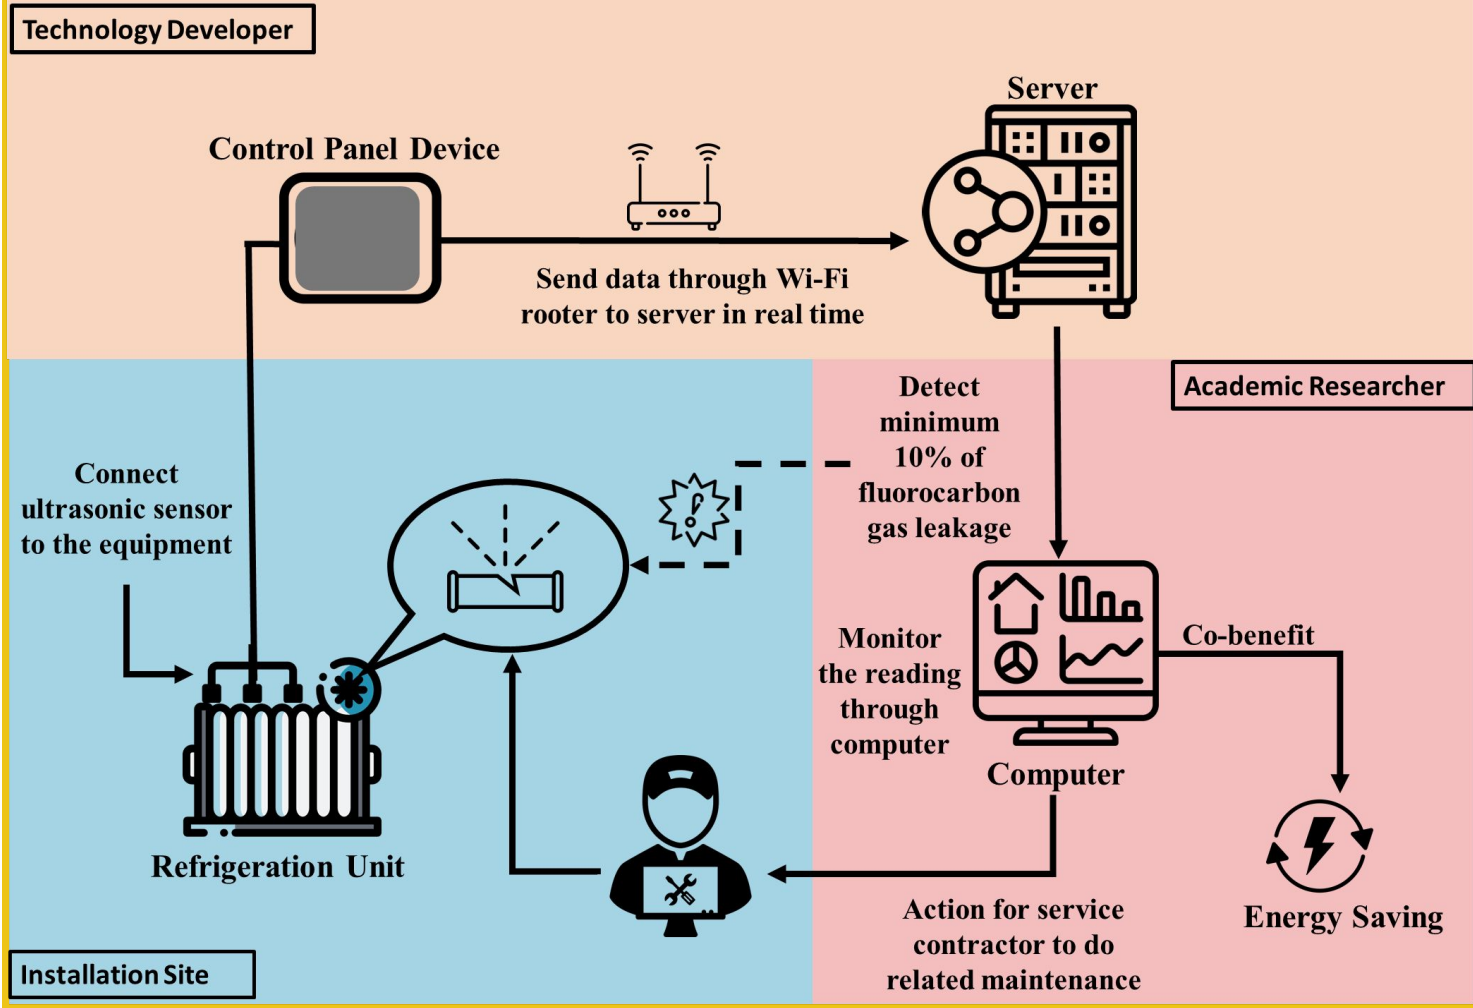 Technology Developer
Server
Control Panel Device
Send data through Wi-Fi
rooter to server in real time
Academic Researcher
Detect
minimum
10% of
fluorocarbon
gas leakage
Connect
ultrasonic sensor
to the equipment
Monitor
the reading
through
computer
Co-benefit
Computer
Refrigeration Unit
Action for service
contractor to do
related maintenance
Energy Saving
Installation Site